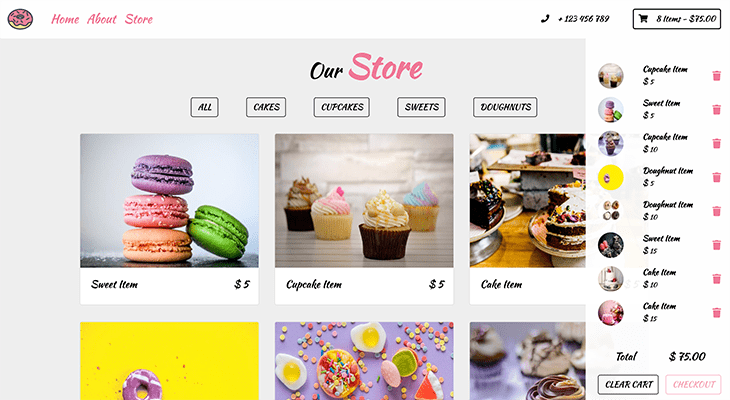 Home About Store
+ 123 456 789
8 Items - $75.00
Our Store
ALL CAKES CUPCAKES SWEETS DOUGHNUTS
Sweet Item $ 5
Cupcake Item $ 5
Cake Item
Cupcake Item
$ 5
Sweet Item
$ 5
Cupcake Item
$ 10
Doughnut Item
$ 5
Doughnut Item
$ 10
Sweet Item
$ 15
Cake Item
$ 10
Cake Item
$ 15
Total $ 75.00
CLEAR CART CHECKOUT